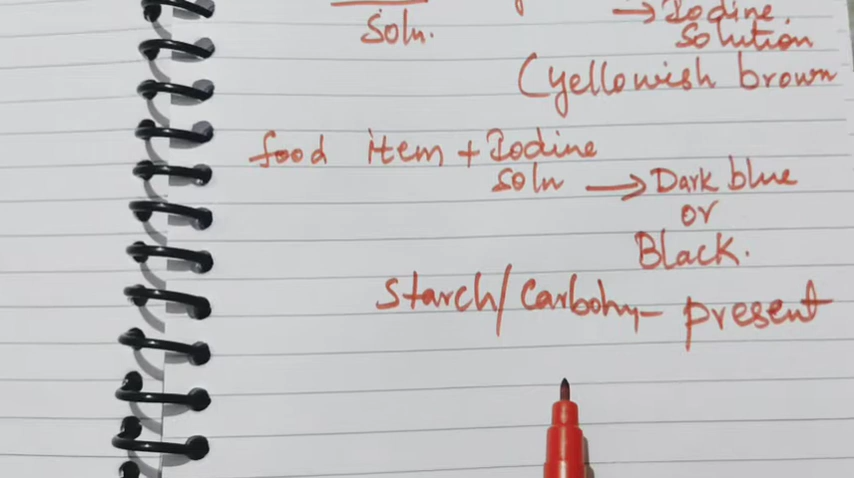 → Iodine.
Soln. solution
(yellowish brown
food item + Iodine
soln → Dark blue
or
Black.
Starch/Carbohy- present